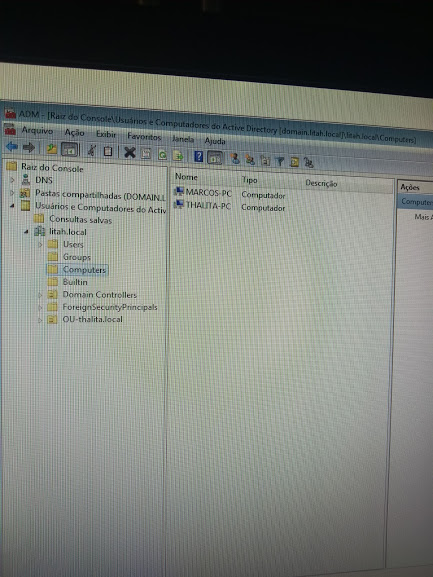 ADM - [Raiz do Console\Usuários e Computadores do Active Directory [domain.litah.local]\litah.local\Computers]
Arquivo Ação Exibir Favoritos Janela Ajuda
Raiz do Console
DNS
Pastas compartilhadas (DOMAIN.L
Usuários e Computadores do Activ
Consultas salvas
litah.local
Users
Groups
Computers
Builtin
Domain Controllers
ForeignSecurityPrincipals
OU-thalita.local
Nome Tipo Descrição
MARCOS-PC Computador
THALITA-PC Computador
Ações
Computer
Mais A